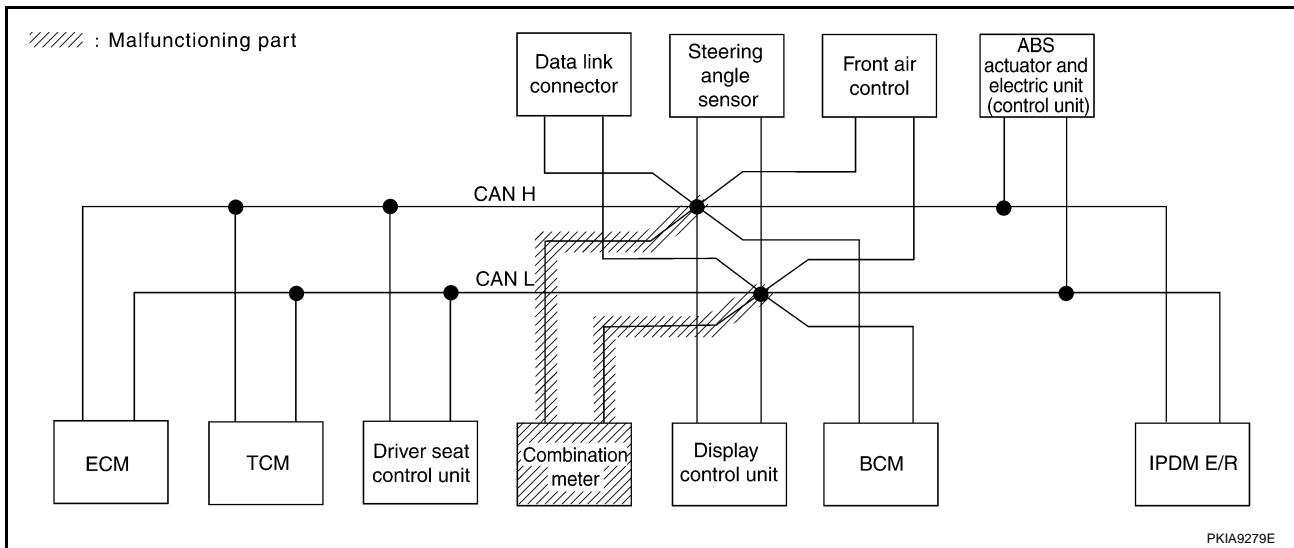 : Malfunctioning part
Data link
connector
Steering
angle
sensor
Front air
control
ABS
actuator and
electric unit
(control unit)
CAN H
CAN L
ECM
TCM
Driver seat
control unit
Combination
meter
Display
control unit
BCM
IPDM E/R
PKIA9279E